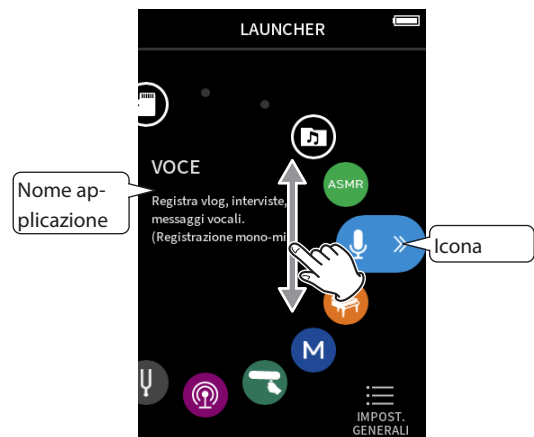 LAUNCHER
VOCE
Registra vlog, interviste,
messaggi vocali.
(Registrazione mono-mi
Nome ap-
plicazione
ASMR
Icona
M
IMPOST.
GENERALI